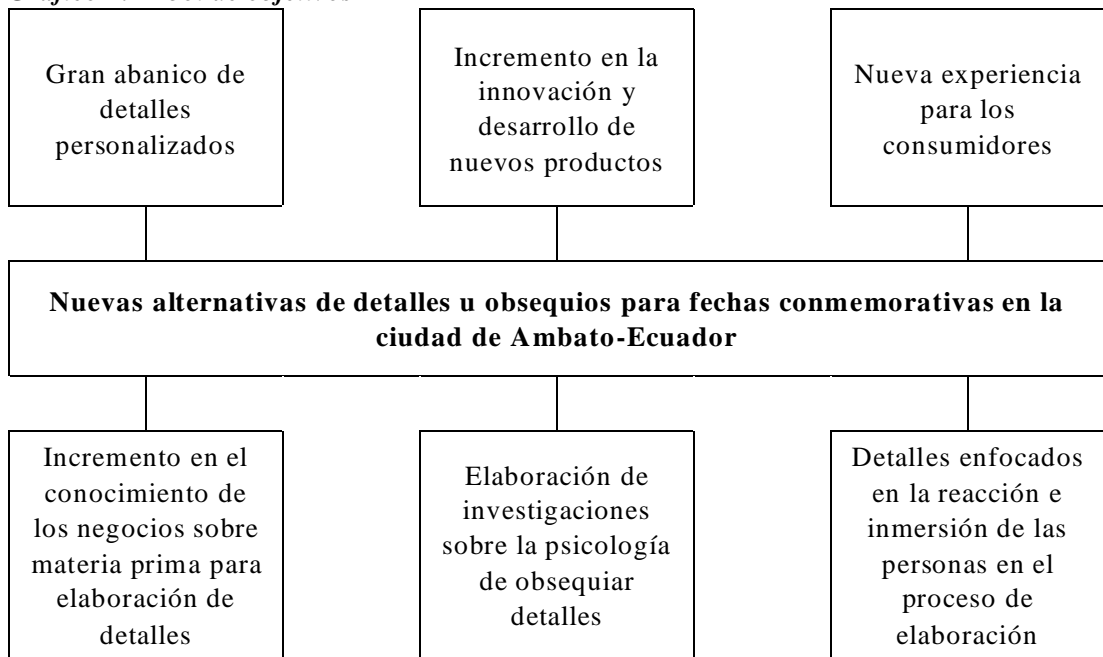 Gran abanico de
detalles
personalizados
Incremento en la
innovación y
desarrollo de
nuevos productos
Nueva experiencia
para los
consumidores
Nuevas alternativas de detalles u obsequios para fechas conmemorativas en la
ciudad de Ambato-Ecuador
Incremento en el
conocimiento de
los negocios sobre
materia prima para
elaboración de
detalles
Elaboración de
investigaciones
sobre la psicología
de obsequiar
detalles
Detalles enfocados
en la reacción e
inmersión de las
personas en el
proceso de
elaboración